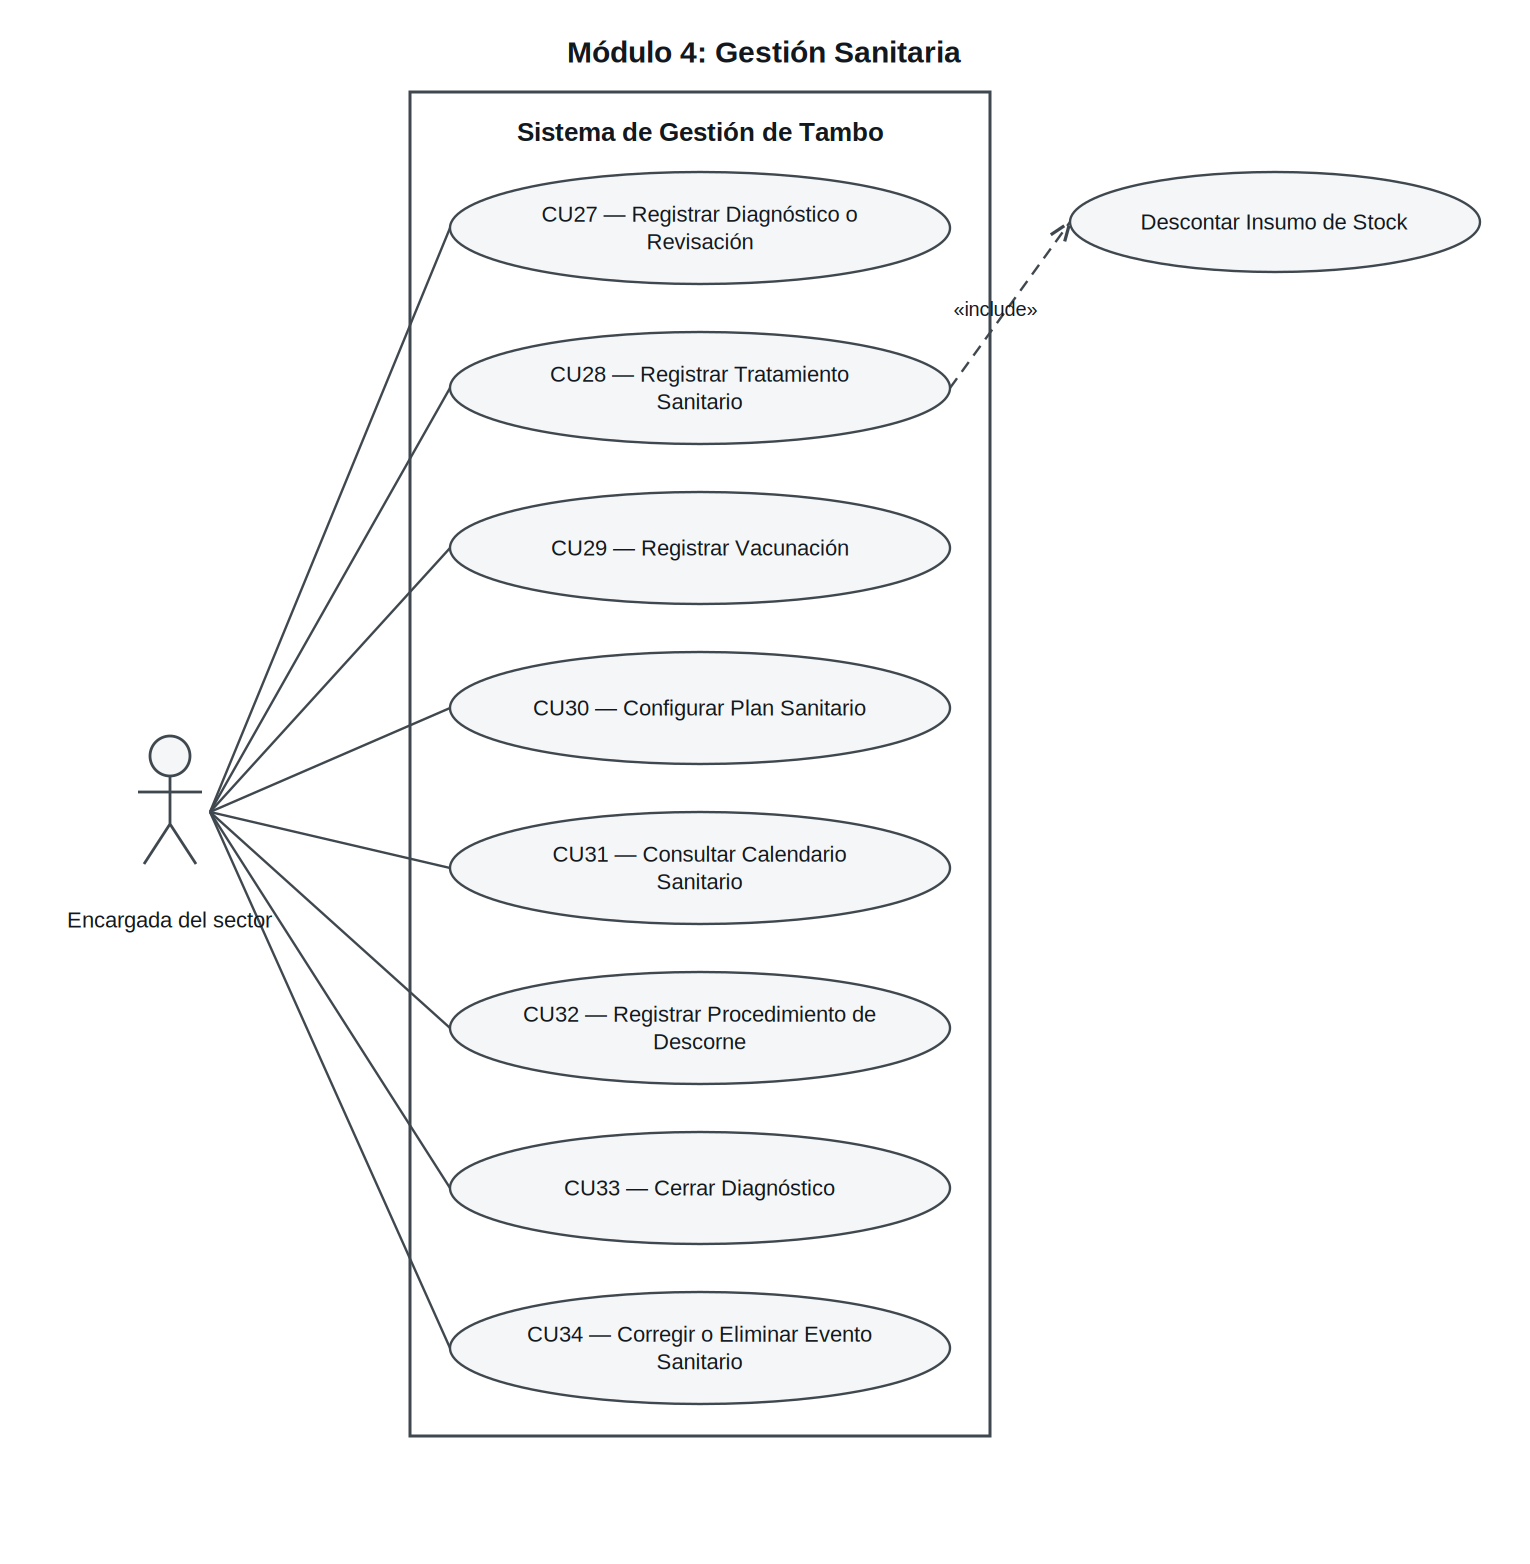 Módulo 4: Gestión Sanitaria
Sistema de Gestión de Tambo
CU27 — Registrar Diagnóstico o
Revisación
Descontar Insumo de Stock
«include»
CU28 — Registrar Tratamiento
Sanitario
CU29 — Registrar Vacunación
CU30 — Configurar Plan Sanitario
CU31 — Consultar Calendario
Sanitario
Encargada del sector
CU32 — Registrar Procedimiento de
Descorne
CU33 — Cerrar Diagnóstico
CU34 — Corregir o Eliminar Evento
Sanitario